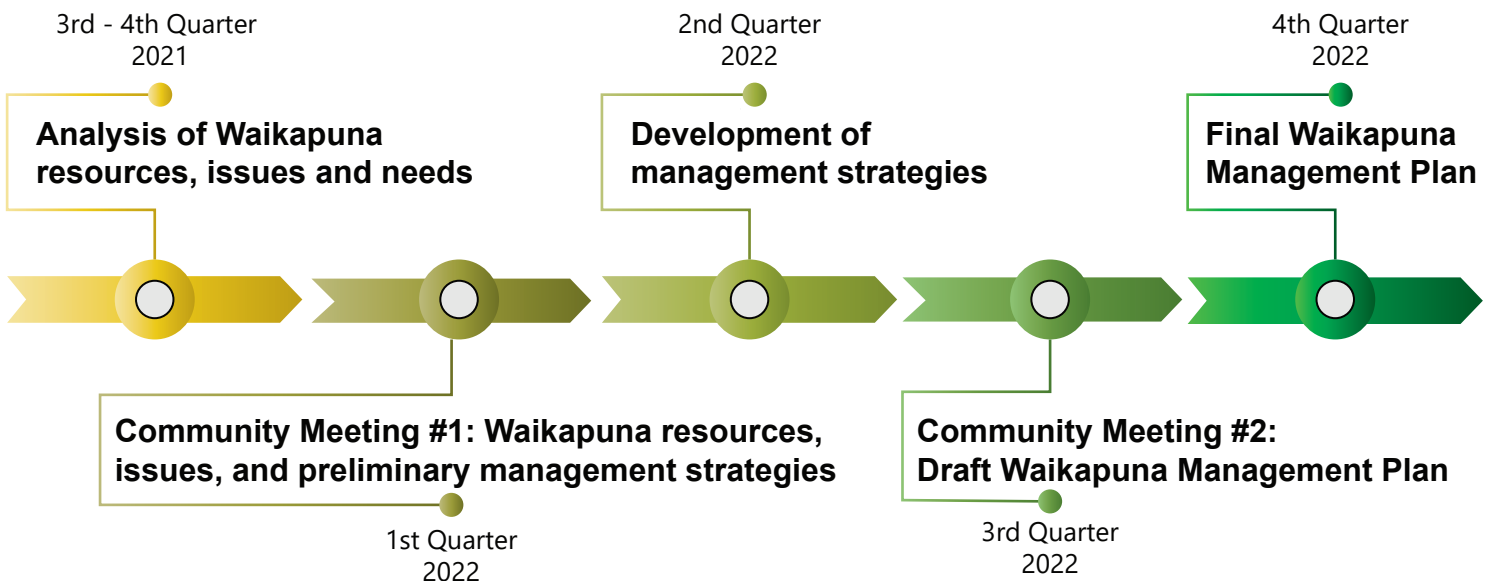 3rd - 4th Quarter
2021
Analysis of Waikapuna
resources, issues and needs
Community Meeting #1: Waikapuna resources,
issues, and preliminary management strategies
1st Quarter
2022
2nd Quarter
2022
Development of
management strategies
Community Meeting #2:
Draft Waikapuna Management Plan
3rd Quarter
2022
4th Quarter
2022
Final Waikapuna
Management Plan